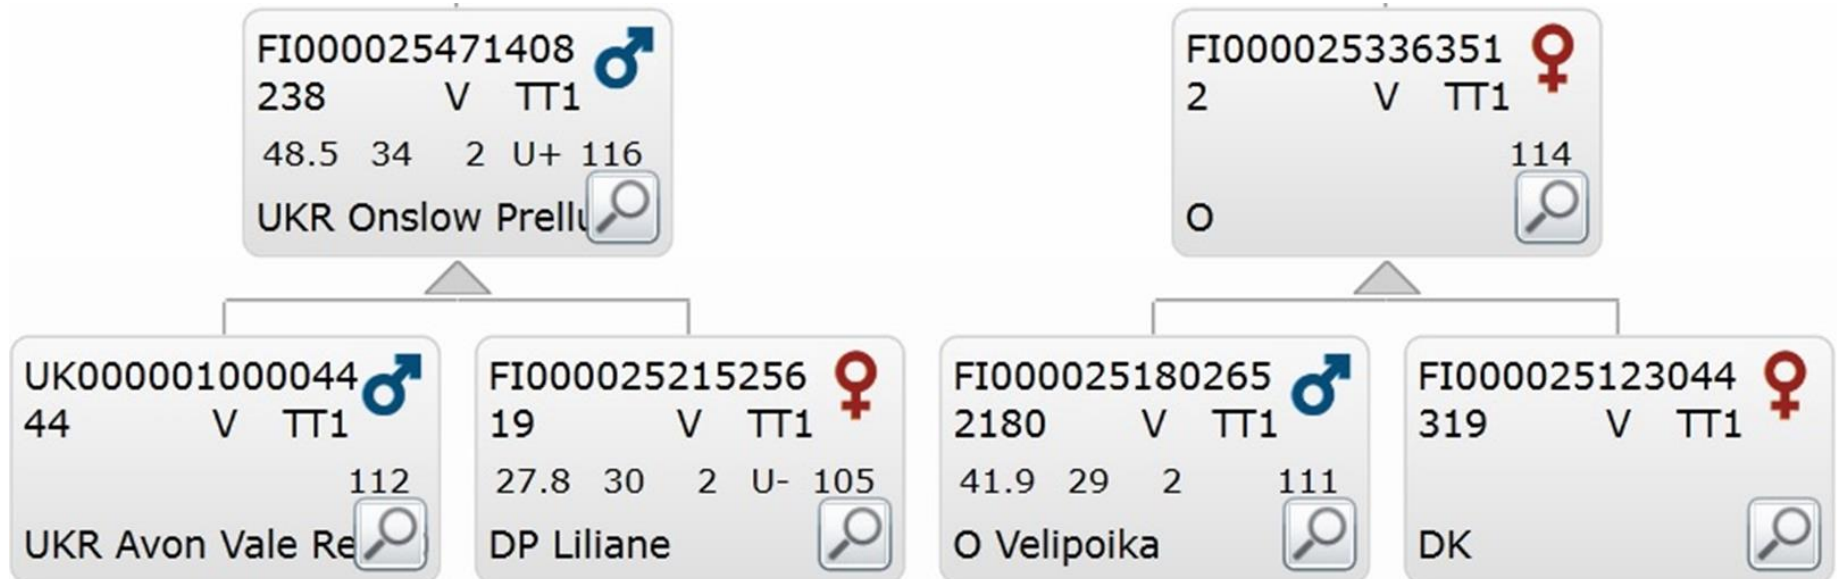 FI000025471408
238 V TT1
48.5 34 2 U+ 116
UKR Onslow
FI000025336351
2 V TT1
114
O
UK000001000044
44 V TT1
112
UKR Avon Vale
FI000025215256
19 V TT1
27.8 30 2 U- 105
DP Liliane
FI000025180265
2180 V TT1
41.9 29 2 111
O Velipoika
FI000025123044
319 V TT1
DK